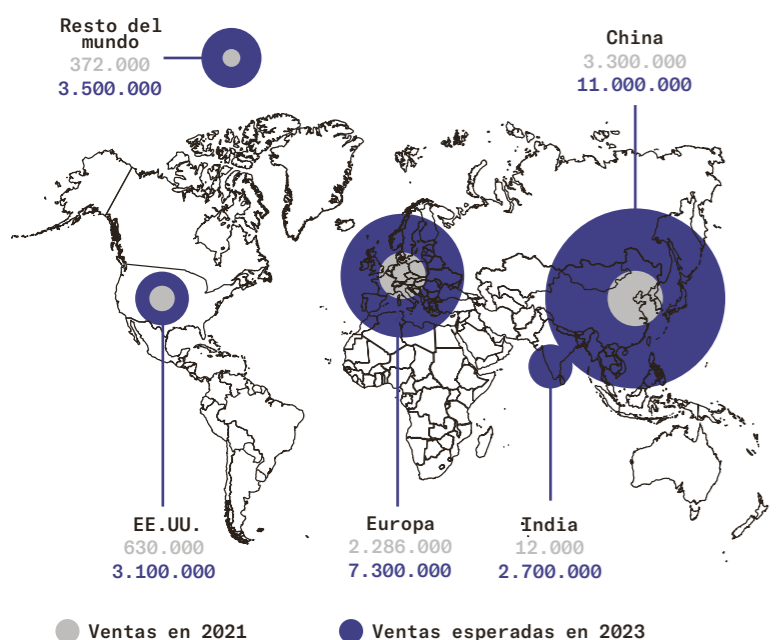 Resto del
mundo
372.000
3.500.000
China
3.300.000
11.000.000
EE.UU.
630.000
3.100.000
Europa
2.286.000
7.300.000
India
12.000
2.700.000
Ventas en 2021
Ventas esperadas en 2023